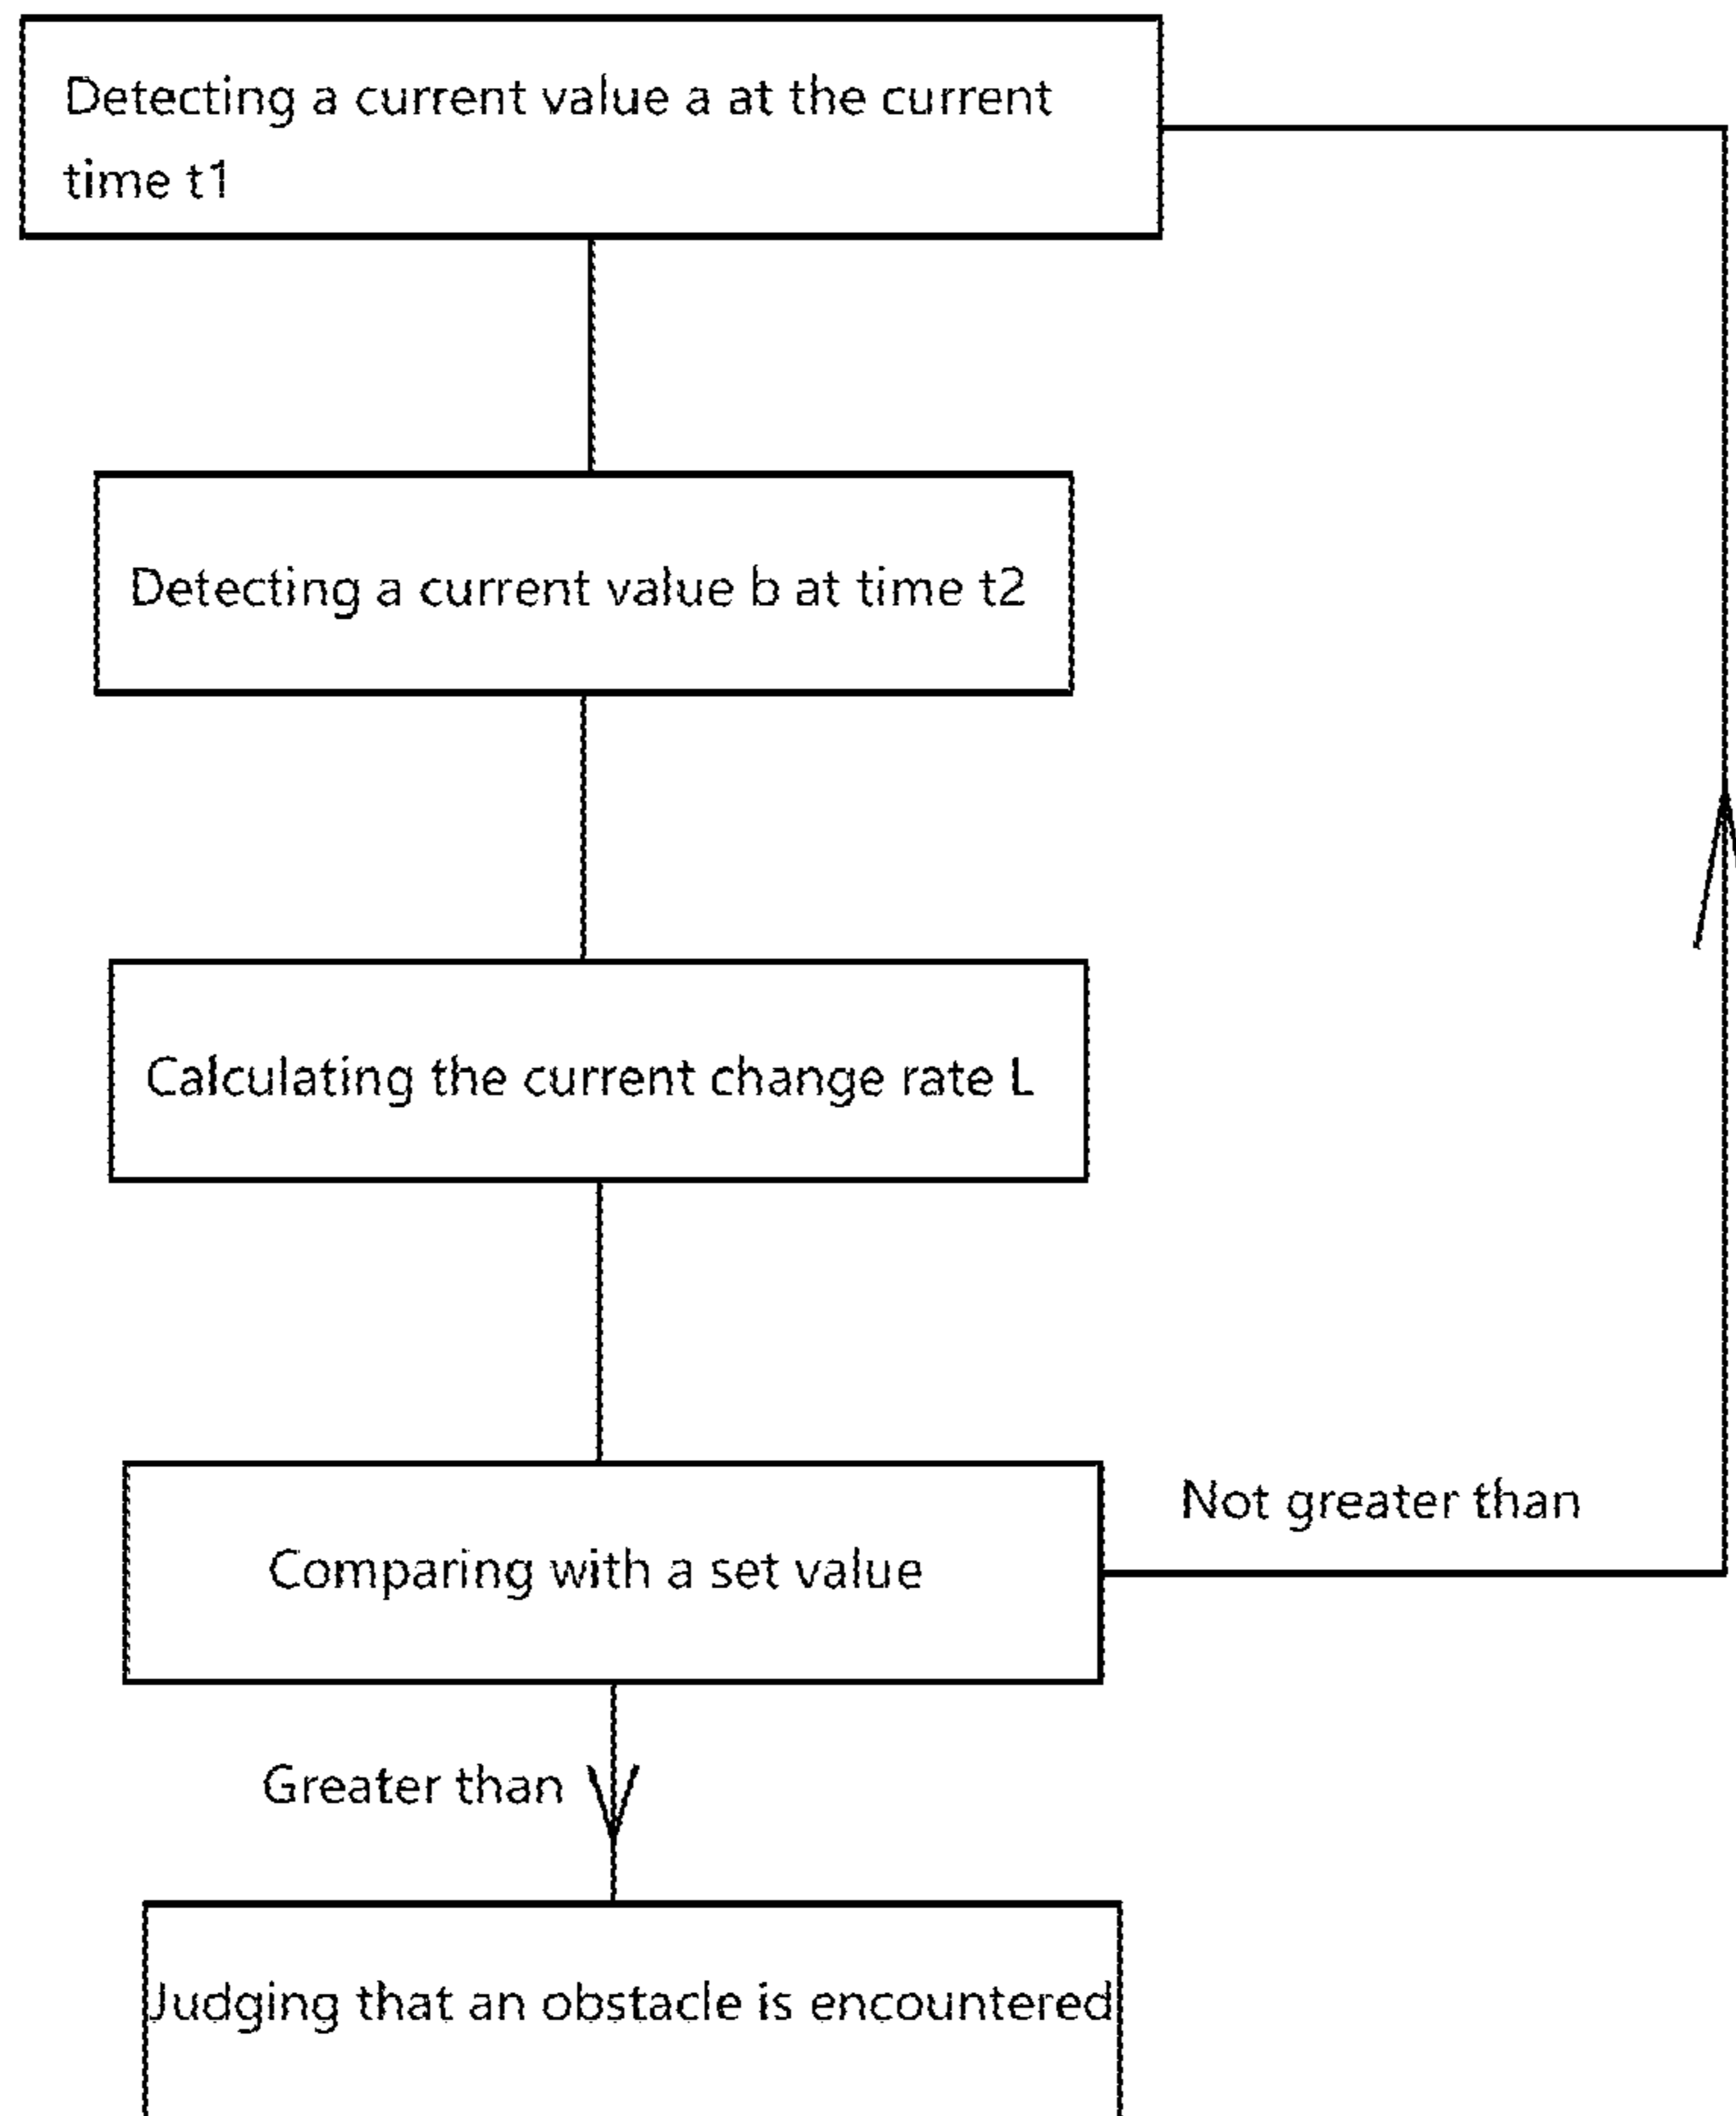 Detecting a current value a at the current
time t1
Detecting a current value b at time t2
Calculating the current change rate L
Comparing with a set value
Not greater than
Greater than
Judging that an obstacle is encountered